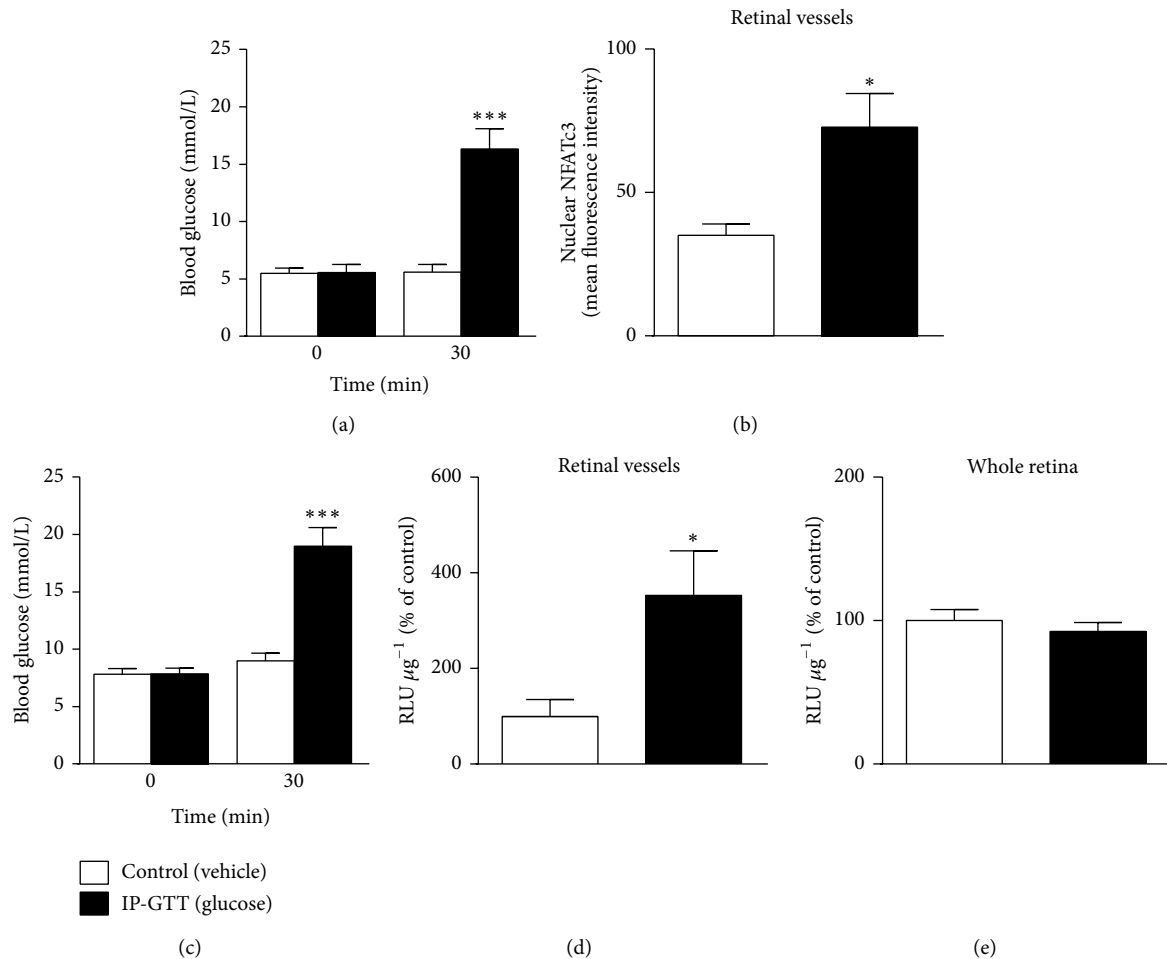 25
20
15
10
5
0
Blood glucose (mmol/L)
***
0
30
Time (min)
(a)
Retinal vessels
100
50
0
Nuclear NFATc3
(mean fluorescence intensity)
*
(b)
25
20
15
10
5
0
Blood glucose (mmol/L)
***
0
30
Time (min)
Control (vehicle)
IP-GTT (glucose)
(c)
Retinal vessels
600
400
200
0
RLU μg⁻¹ (% of control)
*
(d)
Whole retina
200
100
0
RLU μg⁻¹ (% of control)
(e)